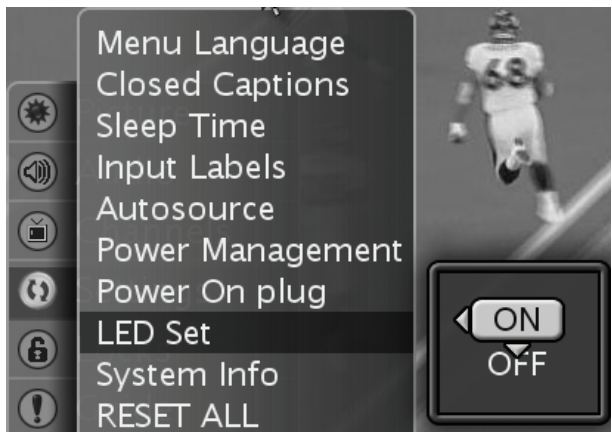 Menu Language
Closed Captions
Sleep Time
Input Labels
Autosource
Power Management
Power On plug
LED Set
System Info
RESET ALL
ON
OFF
68